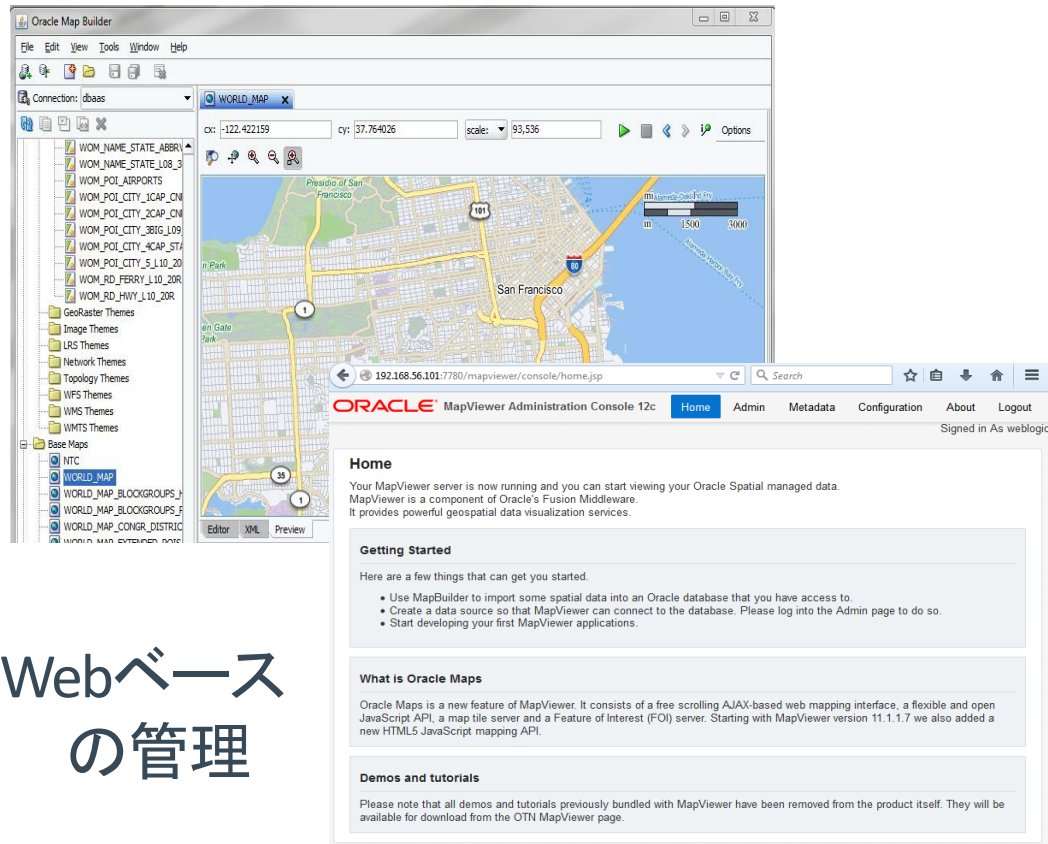 Oracle Map Builder
File Edit View Tools Window Help
Connection: dbaas
WORLD_MAP
cx: -122.422159 cy: 37.764026 scale: 93,536 Options
WOM_NAME_STATE_ABBRV
WOM_NAME_STATE_L08_3
WOM_POI_AIRPORTS
WOM_POI_CITY_1CAP_CNI
WOM_POI_CITY_2CAP_CNI
WOM_POI_CITY_3BIG_L09
WOM_POI_CITY_4CAP_STA
WOM_POI_CITY_5_L10_20
WOM_RD_FERRY_L10_20R
WOM_RD_HWY_L10_20R
GeoRaster Themes
Image Themes
LRS Themes
Network Themes
Topology Themes
WFS Themes
WMS Themes
WMTS Themes
Base Maps
NTC
WORLD_MAP
WORLD_MAP_BLOCKGROUPS_H
WORLD_MAP_BLOCKGROUPS_P
WORLD_MAP_CONGR_DISTRIC
WORLD_MAP_EXTENDED_POIS
Presidio of San
Francisco
101
mi
m 1500 3000
n Park
80
San Francisco
1
en Gate
Park
35
1
Editor XML Preview
192.168.56.101:7780/mapviewer/console/home.jsp Search
ORACLE MapViewer Administration Console 12c Home Admin Metadata Configuration About Logout
Signed in As weblogic
Home
Your MapViewer server is now running and you can start viewing your Oracle Spatial managed data.
MapViewer is a component of Oracle's Fusion Middleware.
It provides powerful geospatial data visualization services.
Getting Started
Here are a few things that can get you started.
• Use MapBuilder to import some spatial data into an Oracle database that you have access to.
• Create a data source so that MapViewer can connect to the database. Please log into the Admin page to do so.
• Start developing your first MapViewer applications.
What is Oracle Maps
Oracle Maps is a new feature of MapViewer. It consists of a free scrolling AJAX-based web mapping interface, a flexible and open
JavaScript API, a map tile server and a Feature of Interest (FOI) server. Starting with MapViewer version 11.1.1.7 we also added a
new HTML5 JavaScript mapping API.
Demos and tutorials
Please note that all demos and tutorials previously bundled with MapViewer have been removed from the product itself. They will be
available for download from the OTN MapViewer page.
Webベース
の管理